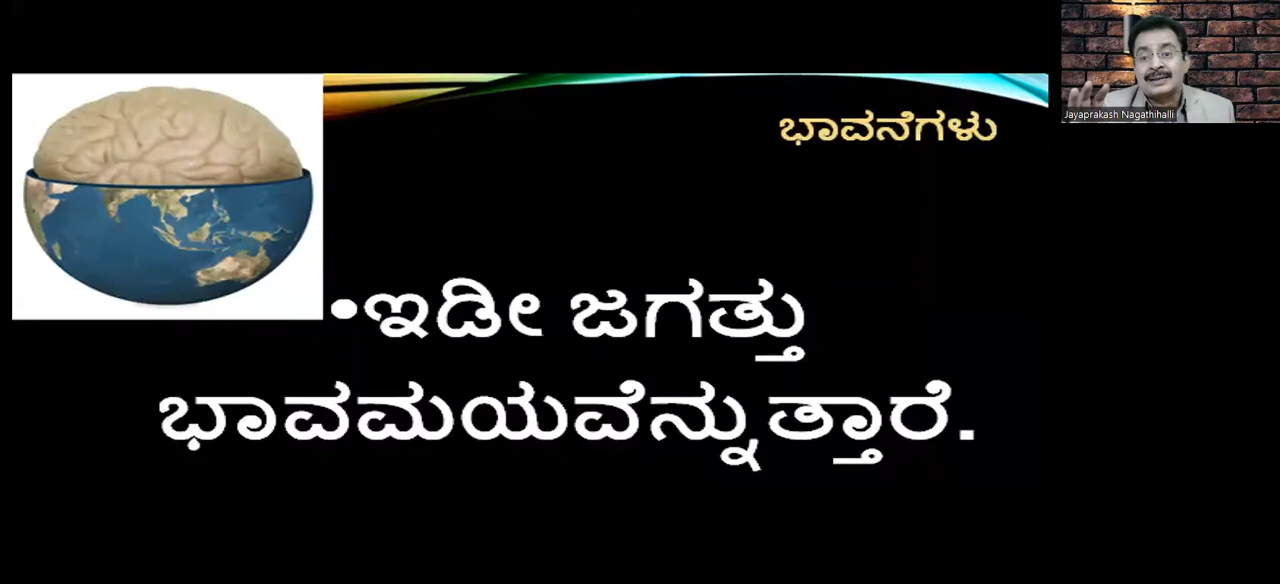 Jayaprakash Nagathihalli
ಭಾವನೆಗಳು
•ಇಡೀ ಜಗತ್ತು
ಭಾವಮಯವೆನ್ನುತ್ತಾರೆ.